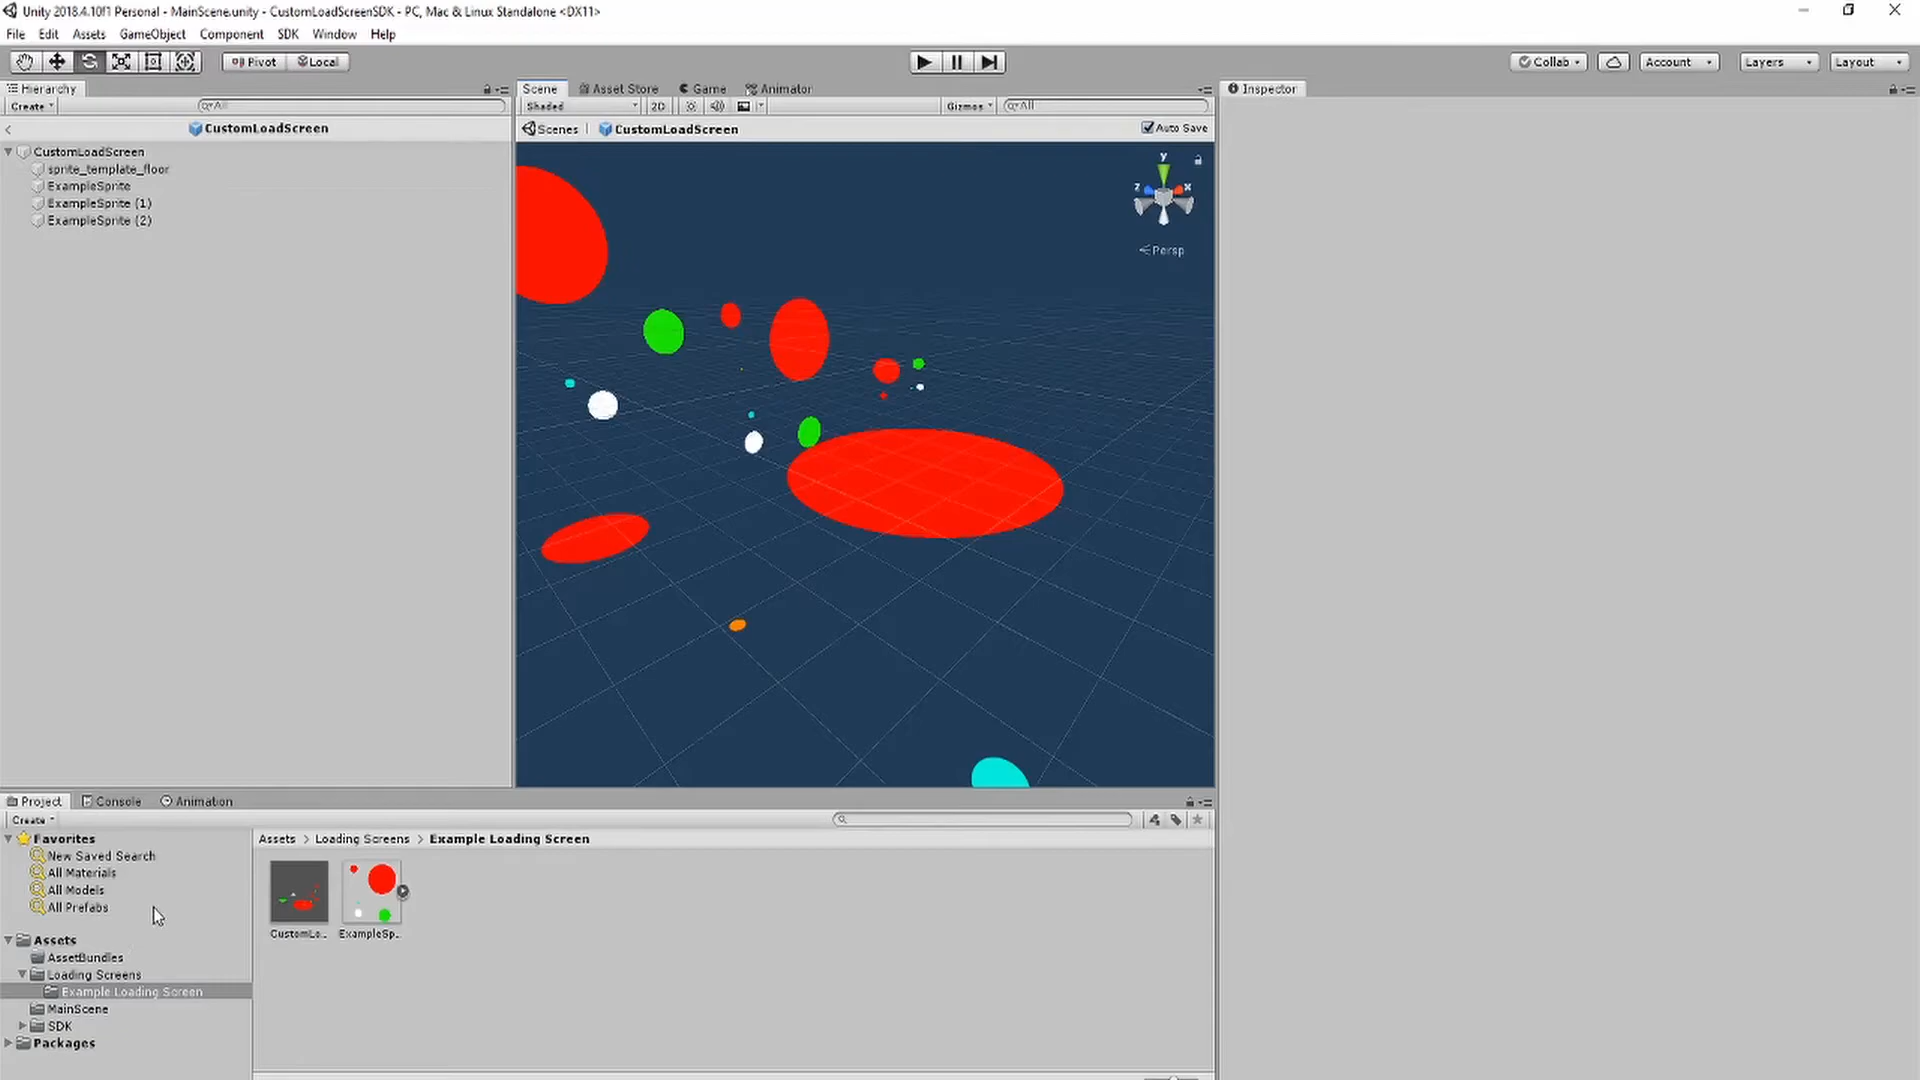 Unity 2018.4.10f1 Personal - MainScene.unity - CustomLoadScreenSDK - PC, Mac & Linux Standalone <DX11>
File Edit Assets GameObject Component SDK Window Help
Pivot Local Collab Account Layers Layout
Hierarchy
Create All
CustomLoadScreen
CustomLoadScreen
sprite_template_floor
ExampleSprite
ExampleSprite (1)
ExampleSprite (2)
Scene Asset Store Game Animator
Shaded 2D Gizmos All
Scenes CustomLoadScreen Auto Save
y
z x
Persp
Inspector
Project Console Animation
Create
Favorites
New Saved Search
All Materials
All Models
All Prefabs
Assets
AssetBundles
Loading Screens
Example Loading Screen
MainScene
SDK
Packages
Assets > Loading Screens > Example Loading Screen
CustomLo... ExampleSp...